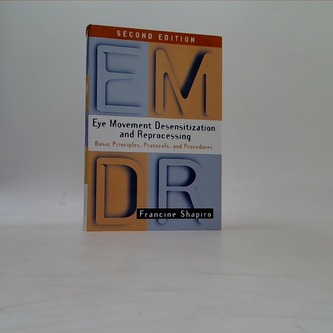 SECOND EDITION
EM
Eye Movement Desensitization
and Reprocessing
Basic Principles, Protocols, and Procedures
DR
Francine Shapiro